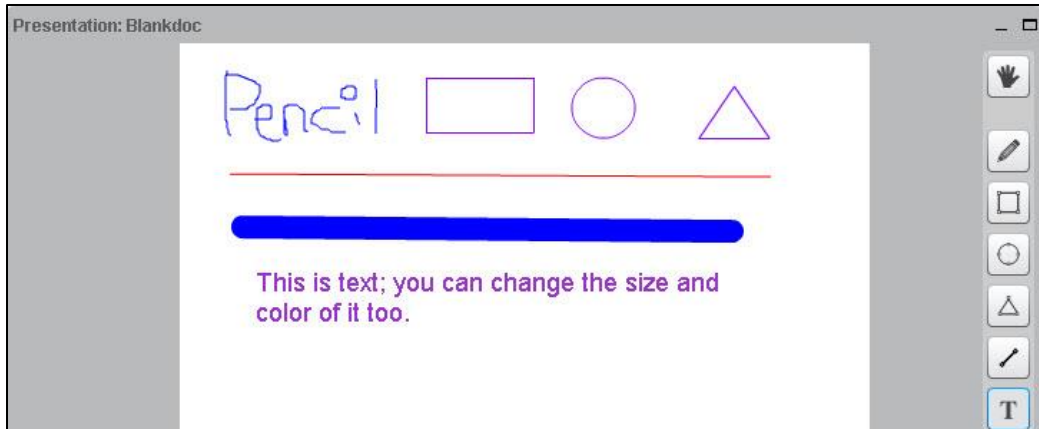 Presentation: Blankdoc
Pencil
This is text; you can change the size and
color of it too.
T